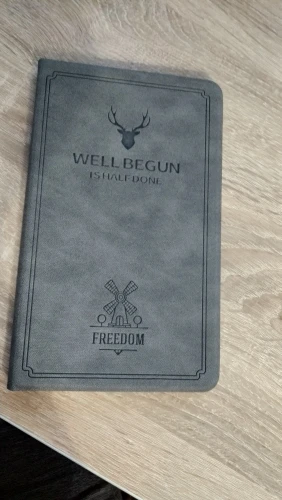 WELL BEGUN
IS HALF DONE
FREEDOM